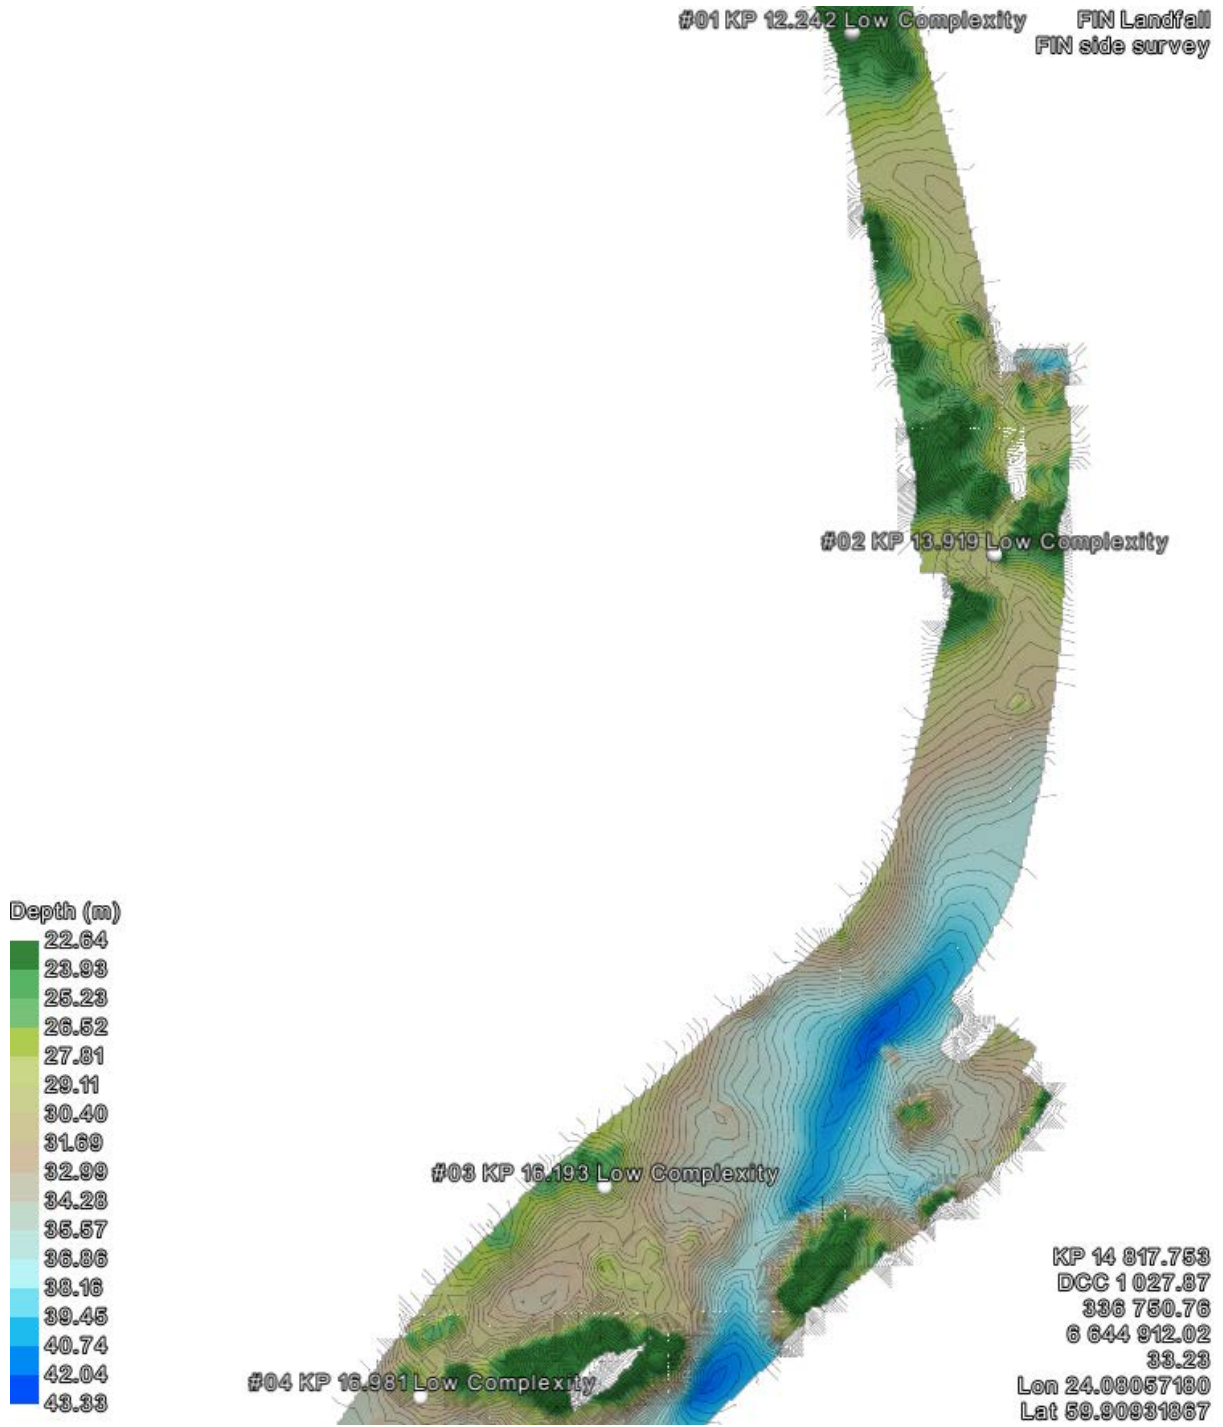 #01 KP 12.242 Low Complexity
FIN Landfall
FIN side survey
#02 KP 13.919 Low Complexity
Depth (m)
22.64
23.93
25.23
26.52
27.81
29.11
30.40
31.69
32.99
34.28
35.57
36.86
38.16
39.45
40.74
42.04
43.33
#03 KP 16.193 Low Complexity
#04 KP 16.981 Low Complexity
KP 14 817.753
DCC 1 027.87
336 750.76
6 644 912.02
33.23
Lon 24.08057180
Lat 59.90931867